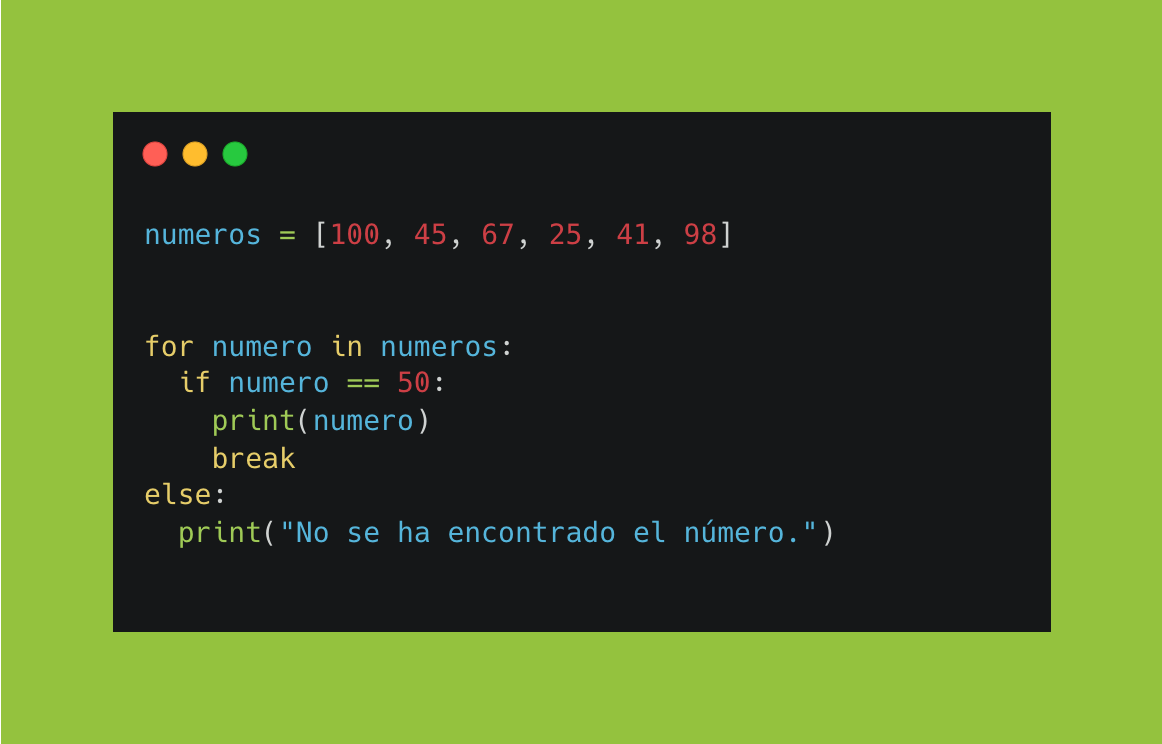 numeros = [100, 45, 67, 25, 41, 98]
for numero in numeros:
  if numero == 50:
    print(numero)
    break
else:
  print("No se ha encontrado el número.")